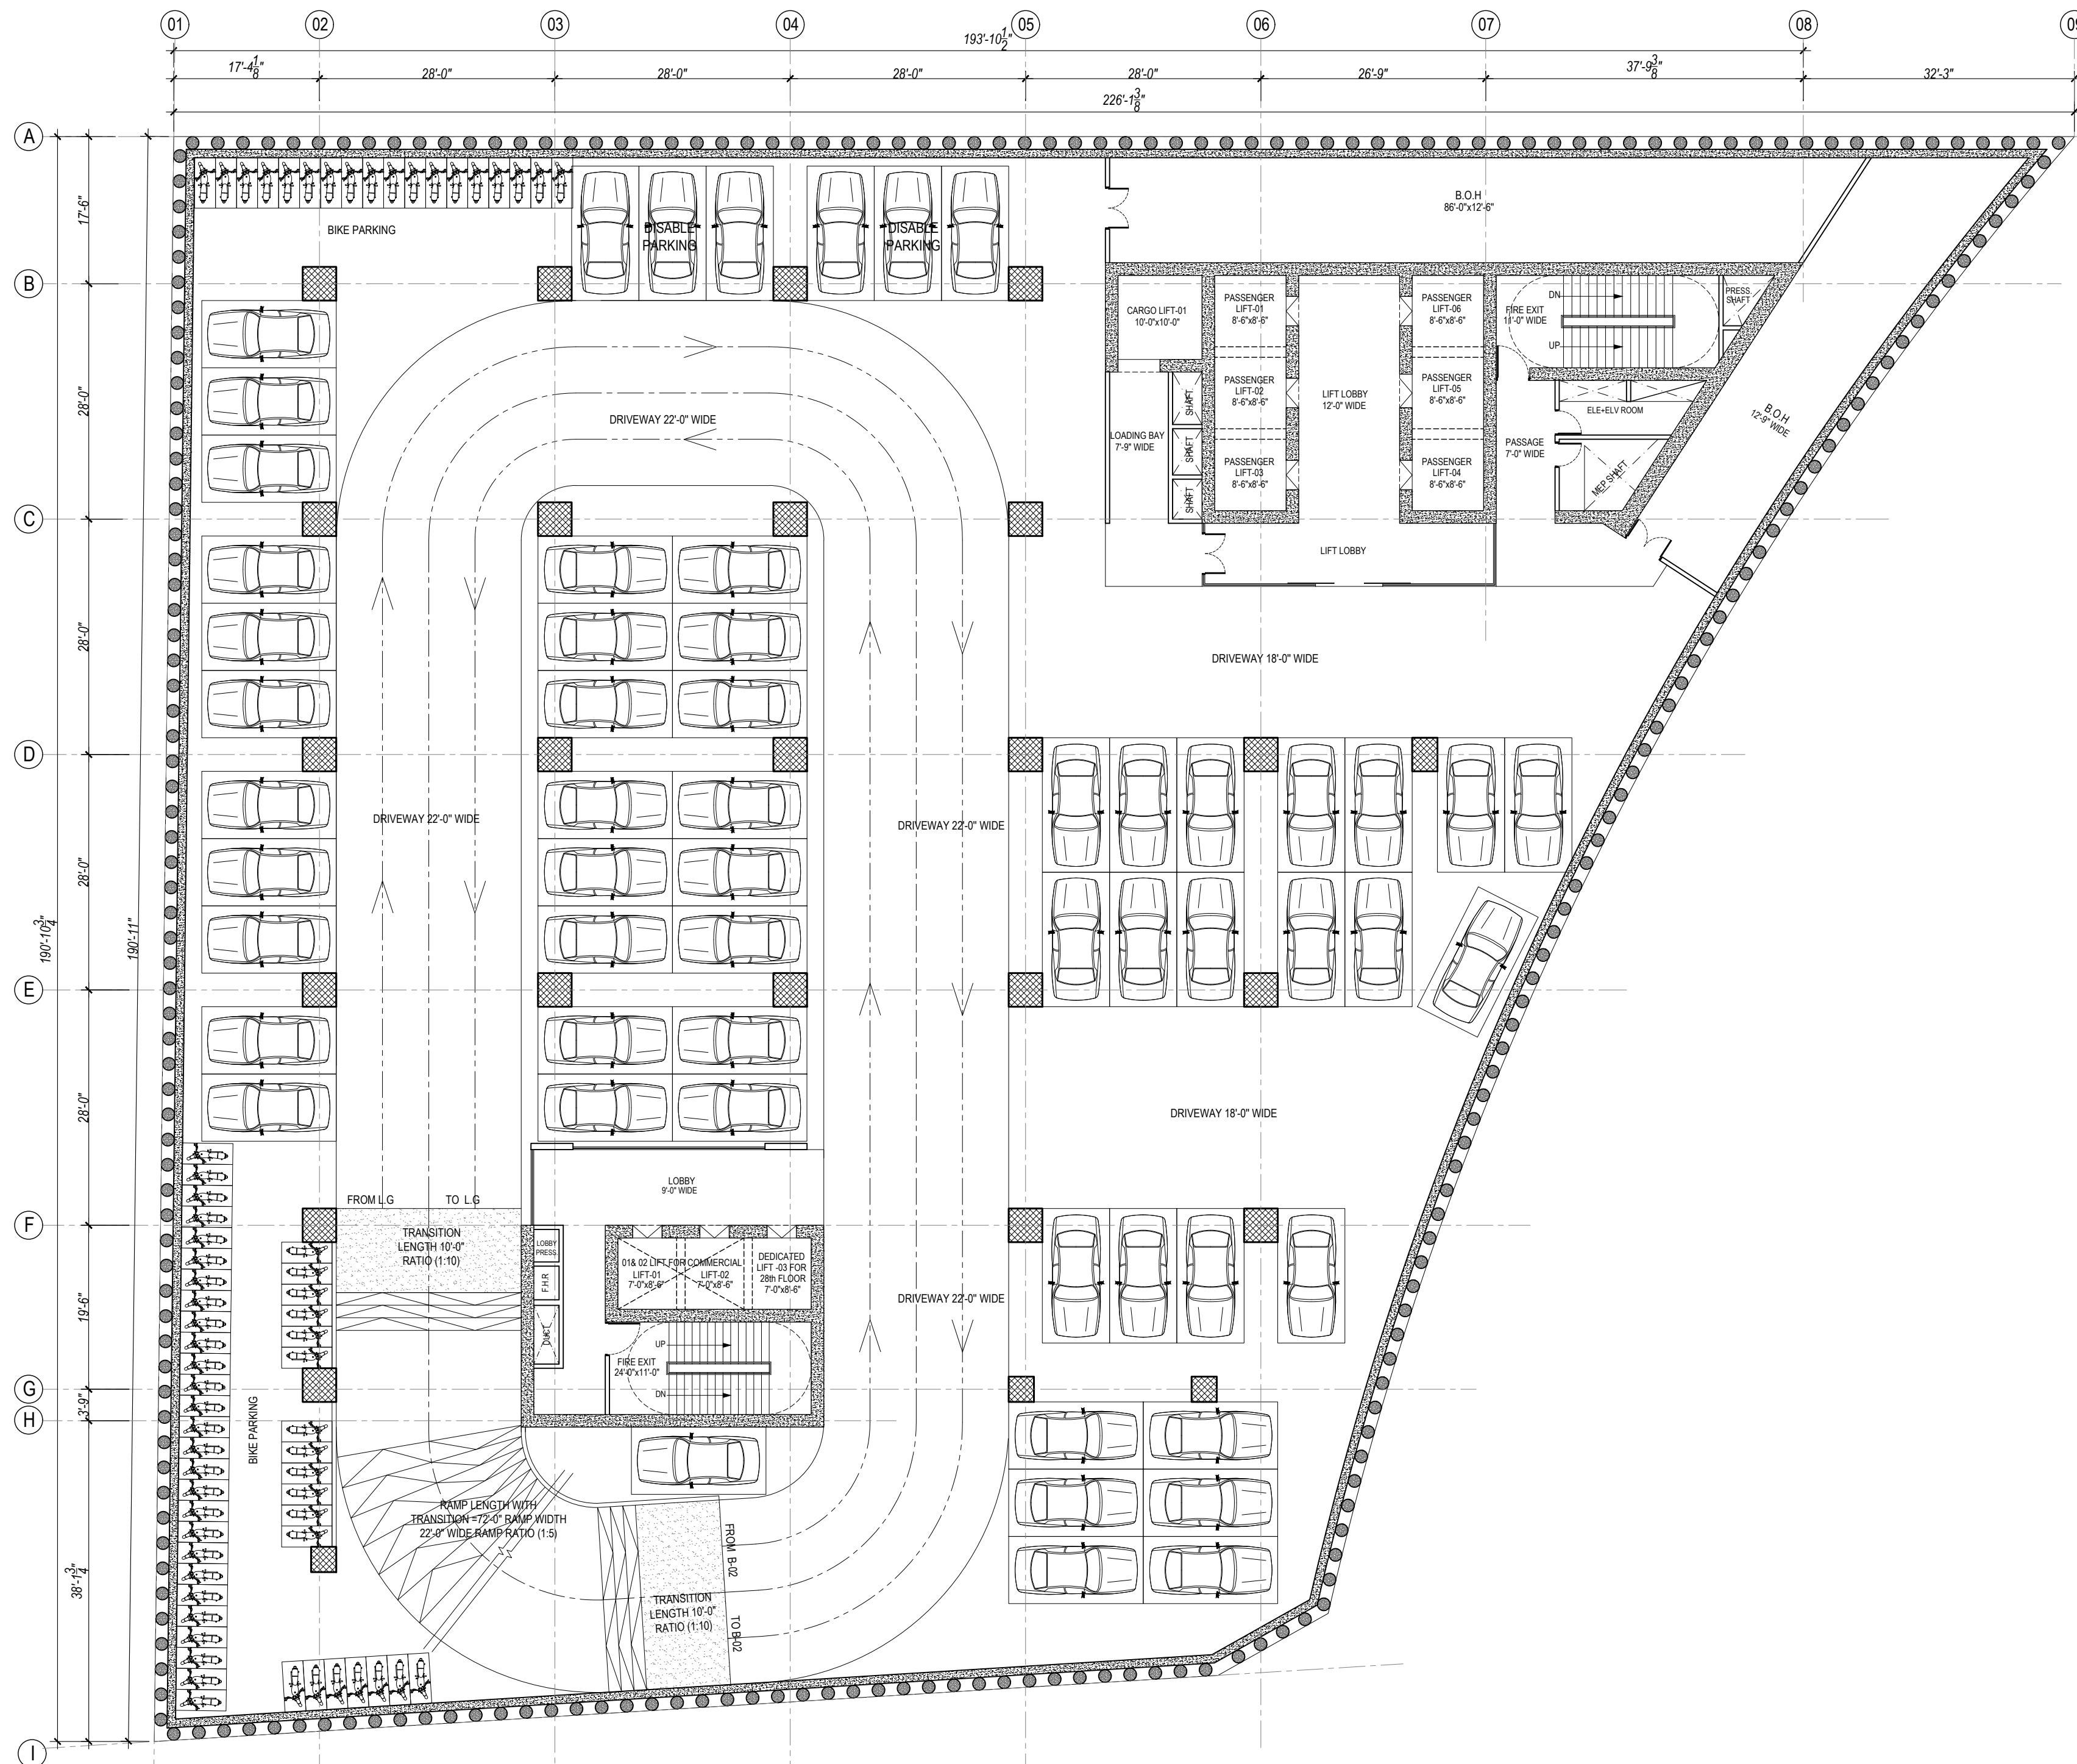 01
02
03
04
05
06
07
08
09
193'-10 1/2"
17'-4 1/8"
28'-0"
28'-0"
28'-0"
28'-0"
26'-9"
37'-9 3/8"
32'-3"
226'-1 3/8"
A
B
C
D
E
F
G
H
I
17'-6"
28'-0"
28'-0"
28'-0"
28'-0"
19'-6"
3'-9"
38'-1 3/4"
190'-10 3/4"
190'-11"
BIKE PARKING
DISABLE
PARKING
DISABLE
PARKING
B.O.H
86'-0"x12'-6"
CARGO LIFT-01
10'-0"x10'-0"
PASSENGER
LIFT-01
8'-6"x8'-6"
PASSENGER
LIFT-06
8'-6"x8'-6"
DN
FIRE EXIT
11'-0" WIDE
UP
PRESS.
SHAFT
PASSENGER
LIFT-02
8'-6"x8'-6"
LIFT LOBBY
12'-0" WIDE
PASSENGER
LIFT-05
8'-6"x8'-6"
SHAFT
SHAFT
SHAFT
ELE+ELV ROOM
B.O.H
12'-9" WIDE
LOADING BAY
7'-9" WIDE
PASSENGER
LIFT-03
8'-6"x8'-6"
PASSENGER
LIFT-04
8'-6"x8'-6"
PASSAGE
7'-0" WIDE
MEP SHAFT
LIFT LOBBY
DRIVEWAY 22'-0" WIDE
DRIVEWAY 18'-0" WIDE
DRIVEWAY 22'-0" WIDE
DRIVEWAY 22'-0" WIDE
DRIVEWAY 18'-0" WIDE
LOBBY
9'-0" WIDE
FROM L.G
TO L.G
TRANSITION
LENGTH 10'-0"
RATIO (1:10)
LOBBY
PRESS.
F.H.R
DUCT
01& 02 LIFT FOR COMMERCIAL
LIFT-01
7'-0"x8'-6"
LIFT-02
7'-0"x8'-6"
DEDICATED
LIFT -03 FOR
28th FLOOR
7'-0"x8'-6"
DRIVEWAY 22'-0" WIDE
UP
FIRE EXIT
24'-0"x11'-0"
DN
BIKE PARKING
RAMP LENGTH WITH
TRANSITION =72'-0" RAMP WIDTH
22'-0" WIDE RAMP RATIO (1:5)
FROM B-02
TO B-02
TRANSITION
LENGTH 10'-0"
RATIO (1:10)